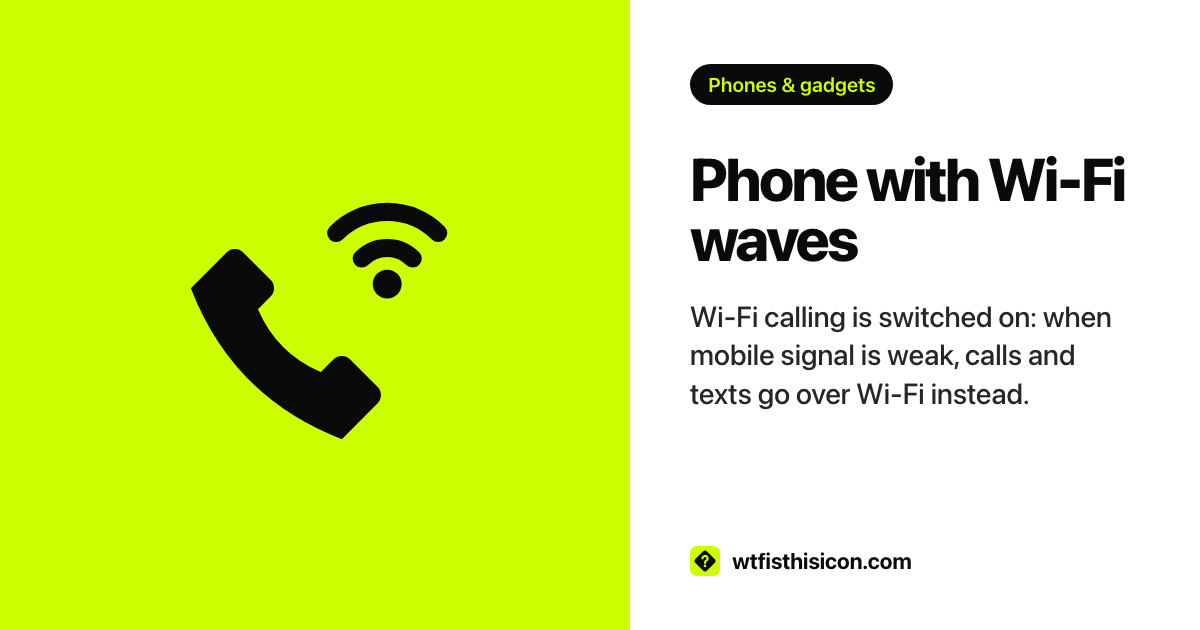 Phones & gadgets
Phone with Wi-Fi
waves
Wi-Fi calling is switched on: when
mobile signal is weak, calls and
texts go over Wi-Fi instead.
?
wtfisthisicon.com